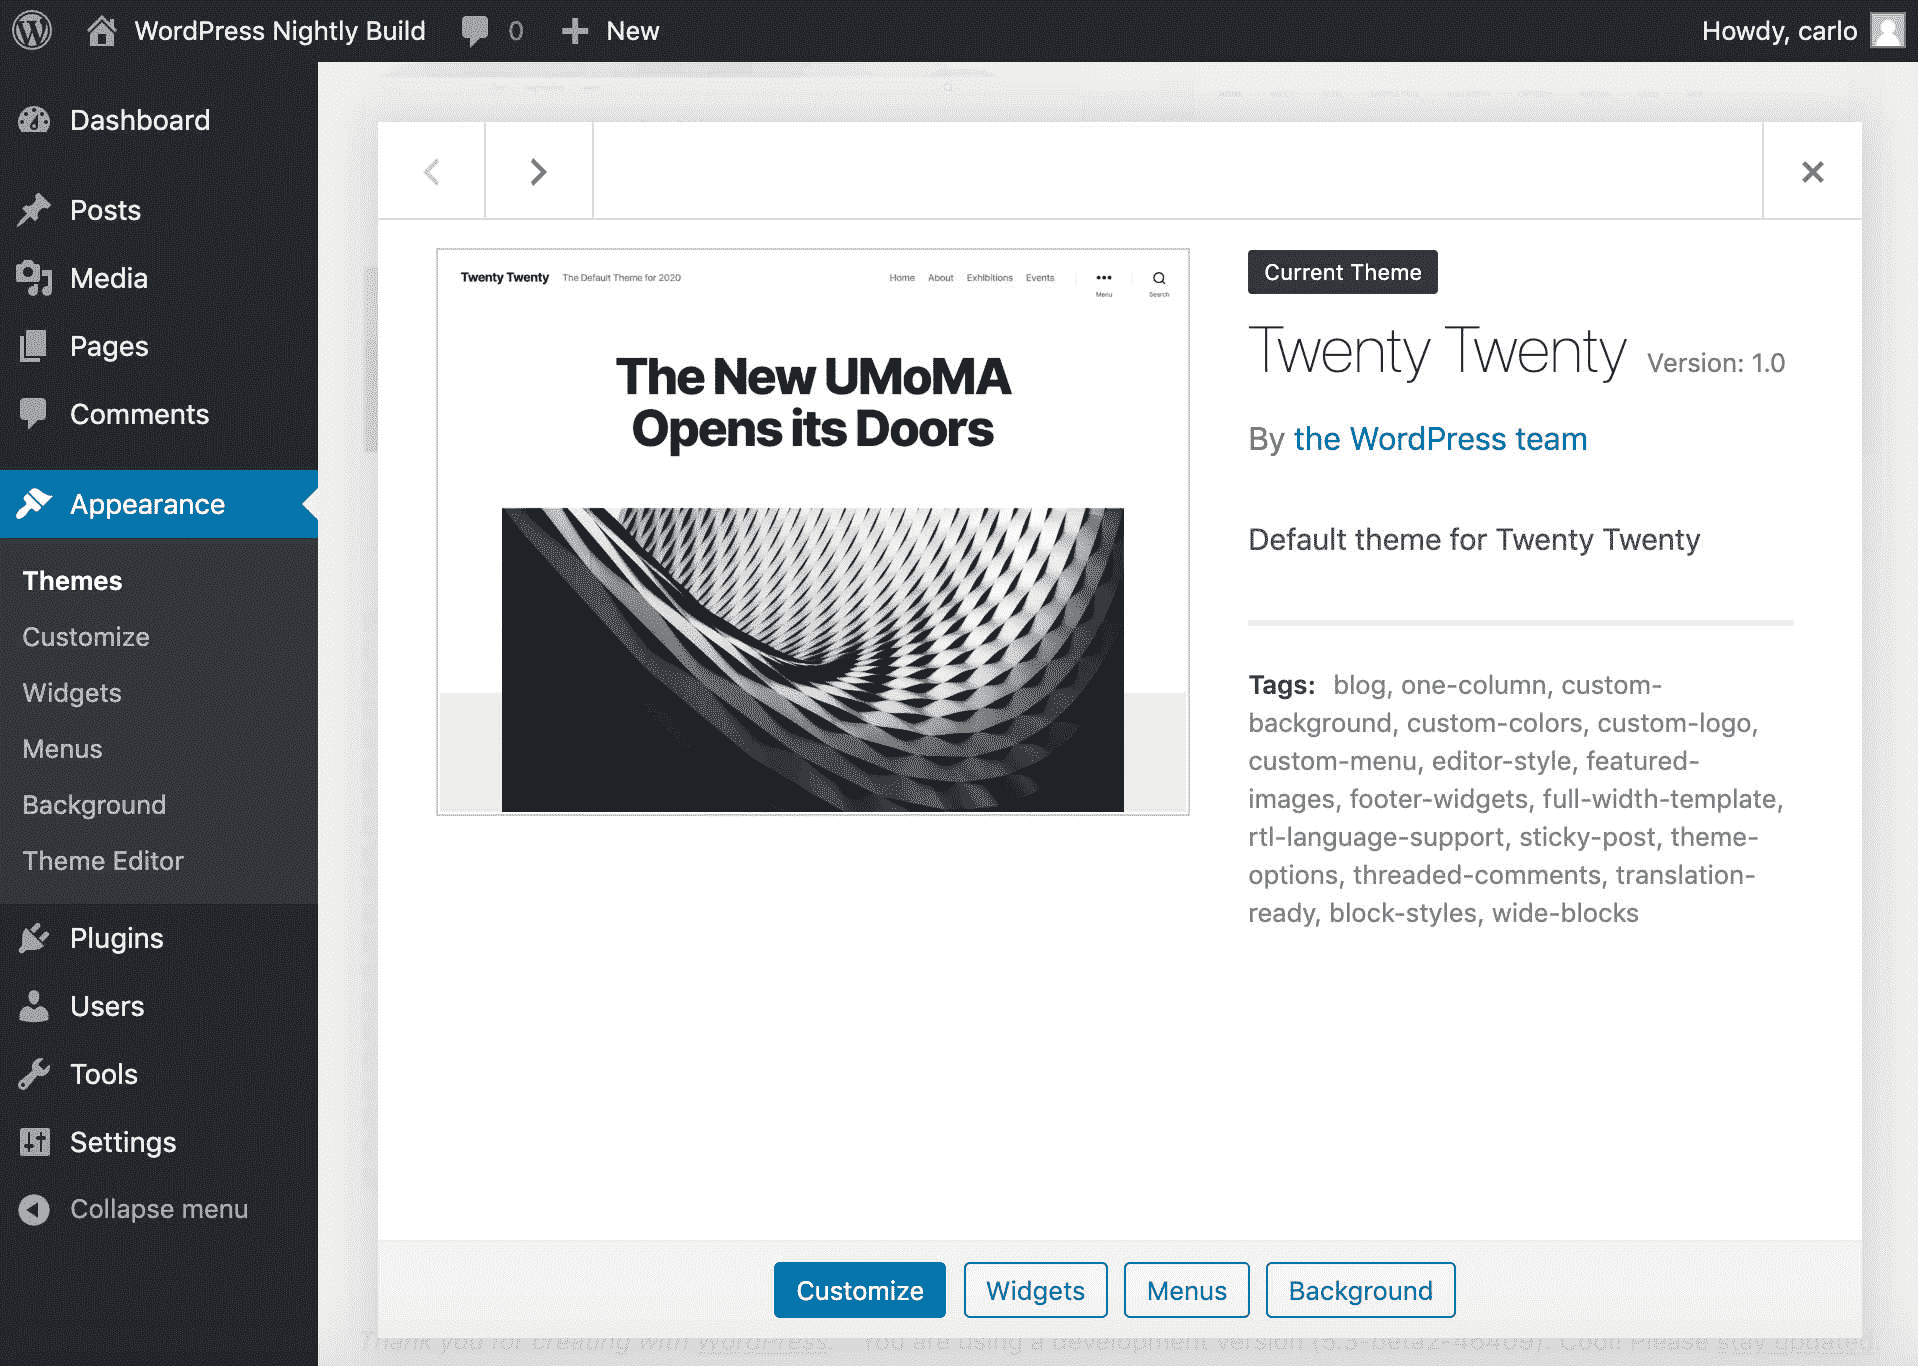 WordPress Nightly Build 0 New Howdy, carlo
Dashboard
Posts
Media
Pages
Comments
Appearance
Themes
Customize
Widgets
Menus
Background
Theme Editor
Plugins
Users
Tools
Settings
Collapse menu
Twenty Twenty The Default Theme for 2020 Home About Exhibitions Events
Menu Search
The New UMoMA
Opens its Doors
Current Theme
Twenty Twenty Version: 1.0
By the WordPress team
Default theme for Twenty Twenty
Tags: blog, one-column, custom-
background, custom-colors, custom-logo,
custom-menu, editor-style, featured-
images, footer-widgets, full-width-template,
rtl-language-support, sticky-post, theme-
options, threaded-comments, translation-
ready, block-styles, wide-blocks
Customize Widgets Menus Background
Thank you for creating with WordPress. You are using a development version (5.3-beta2-46409). Cool! Please stay updated.